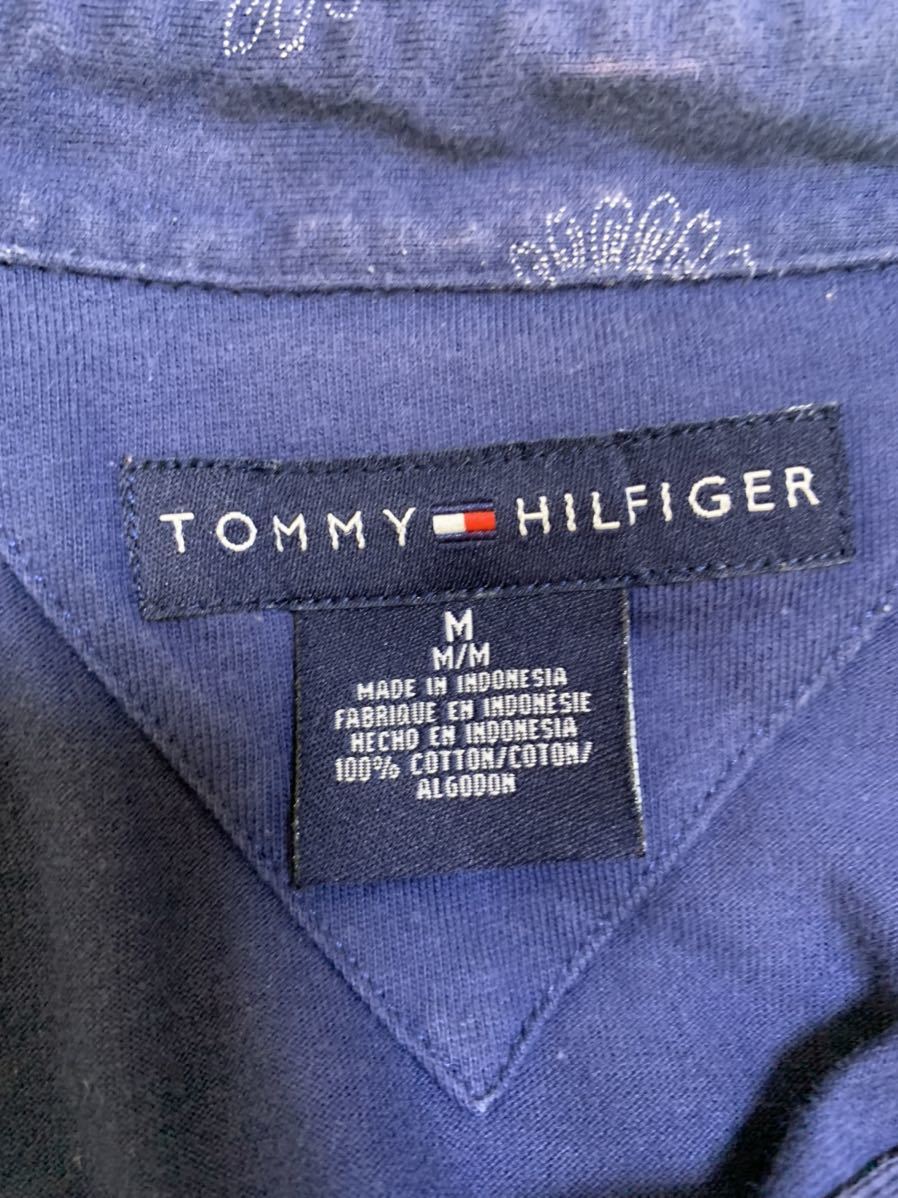 TOMMY HILFIGER
M
M/M
MADE IN INDONESIA
FABRIQUE EN INDONÉSIE
HECHO EN INDONESIA
100% COTTON/COTON/
ALGODON